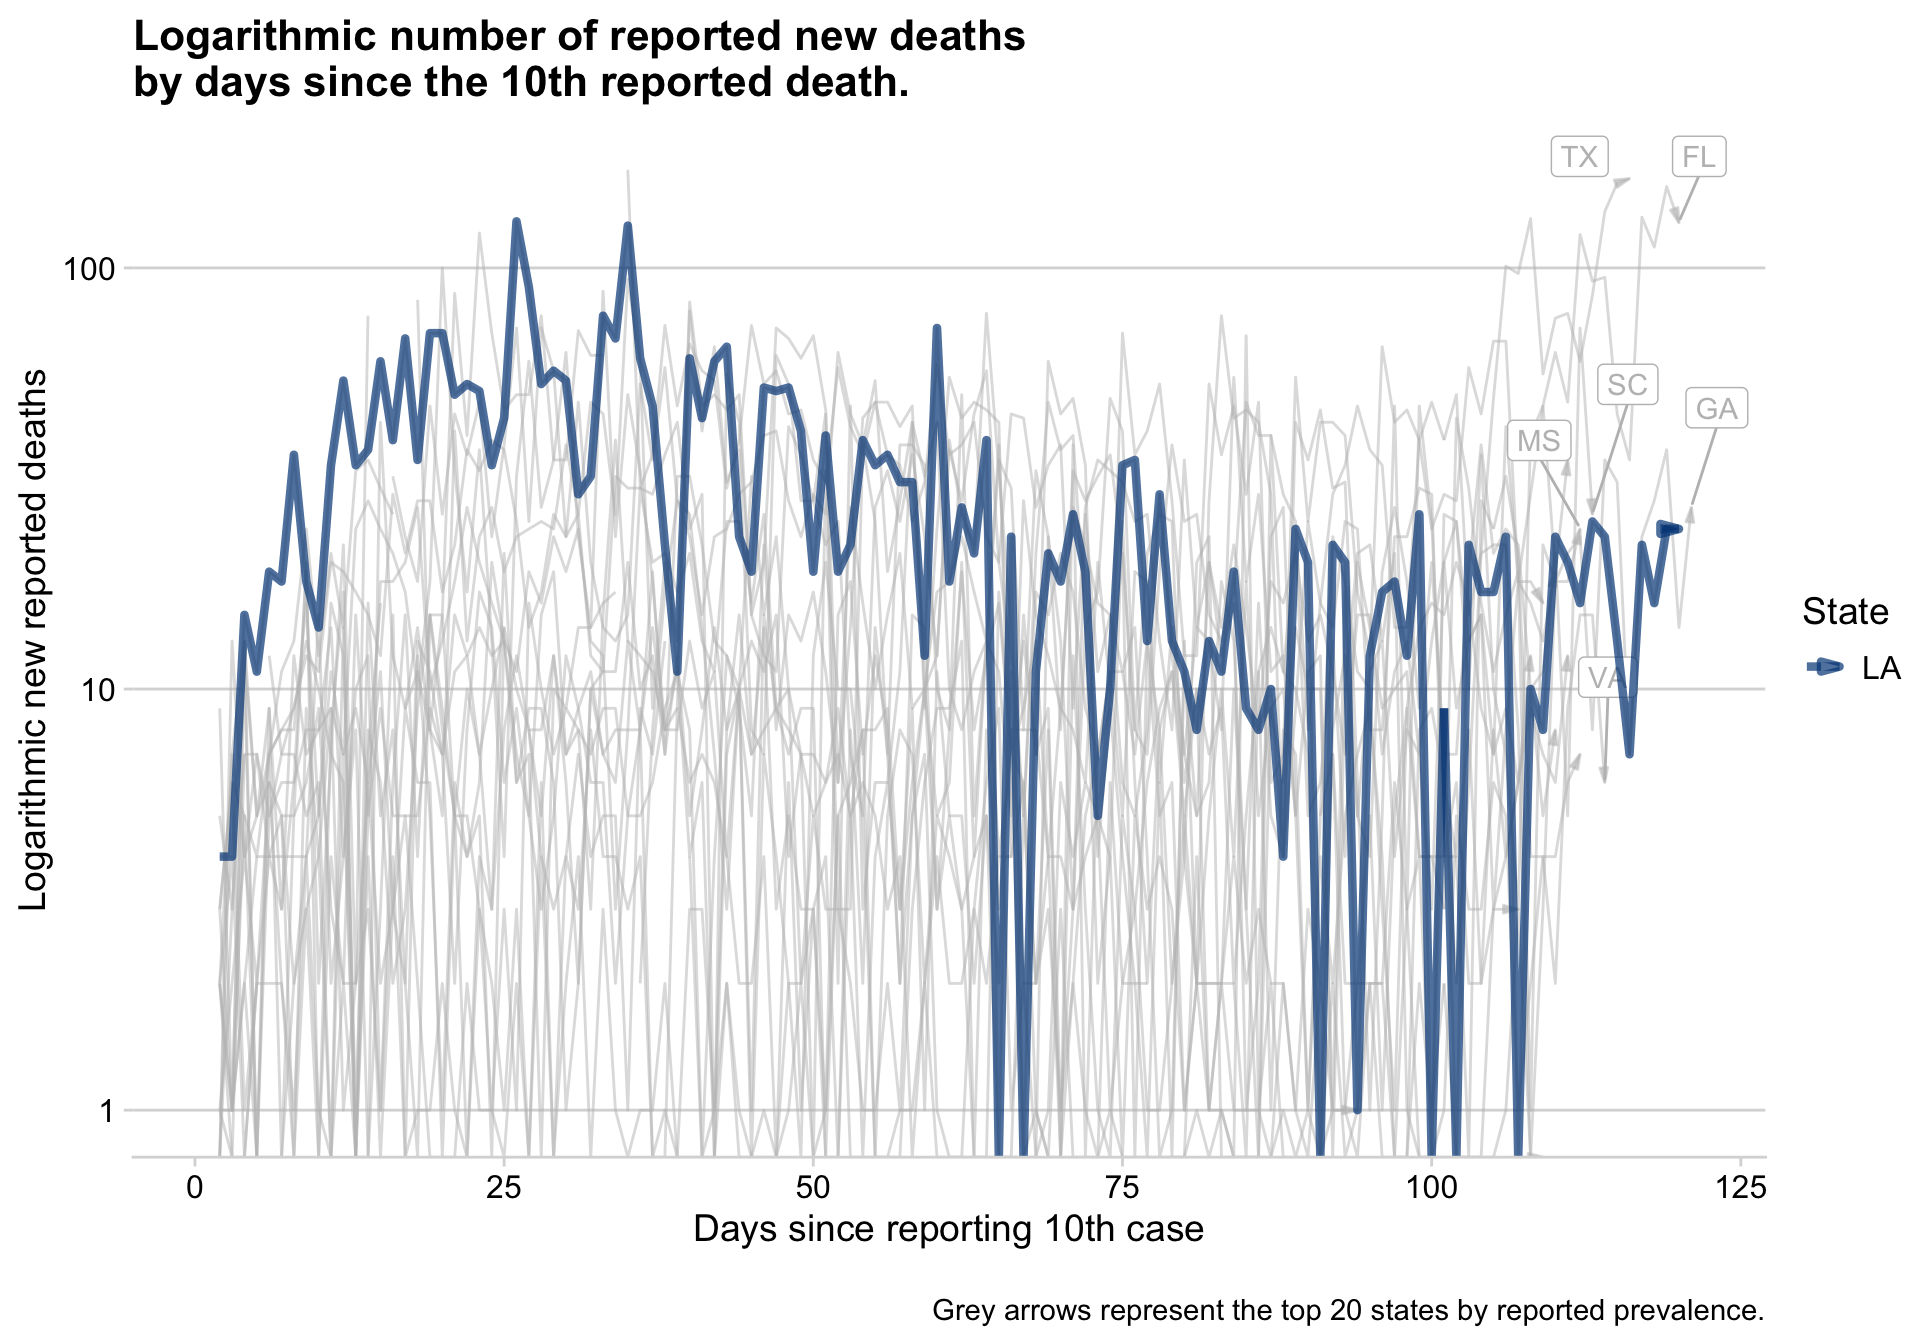 Logarithmic number of reported new deaths
by days since the 10th reported death.
Logarithmic new reported deaths
100
10
1
TX
FL
SC
GA
MS
VA
State
LA
0
25
50
75
100
125
Days since reporting 10th case
Grey arrows represent the top 20 states by reported prevalence.